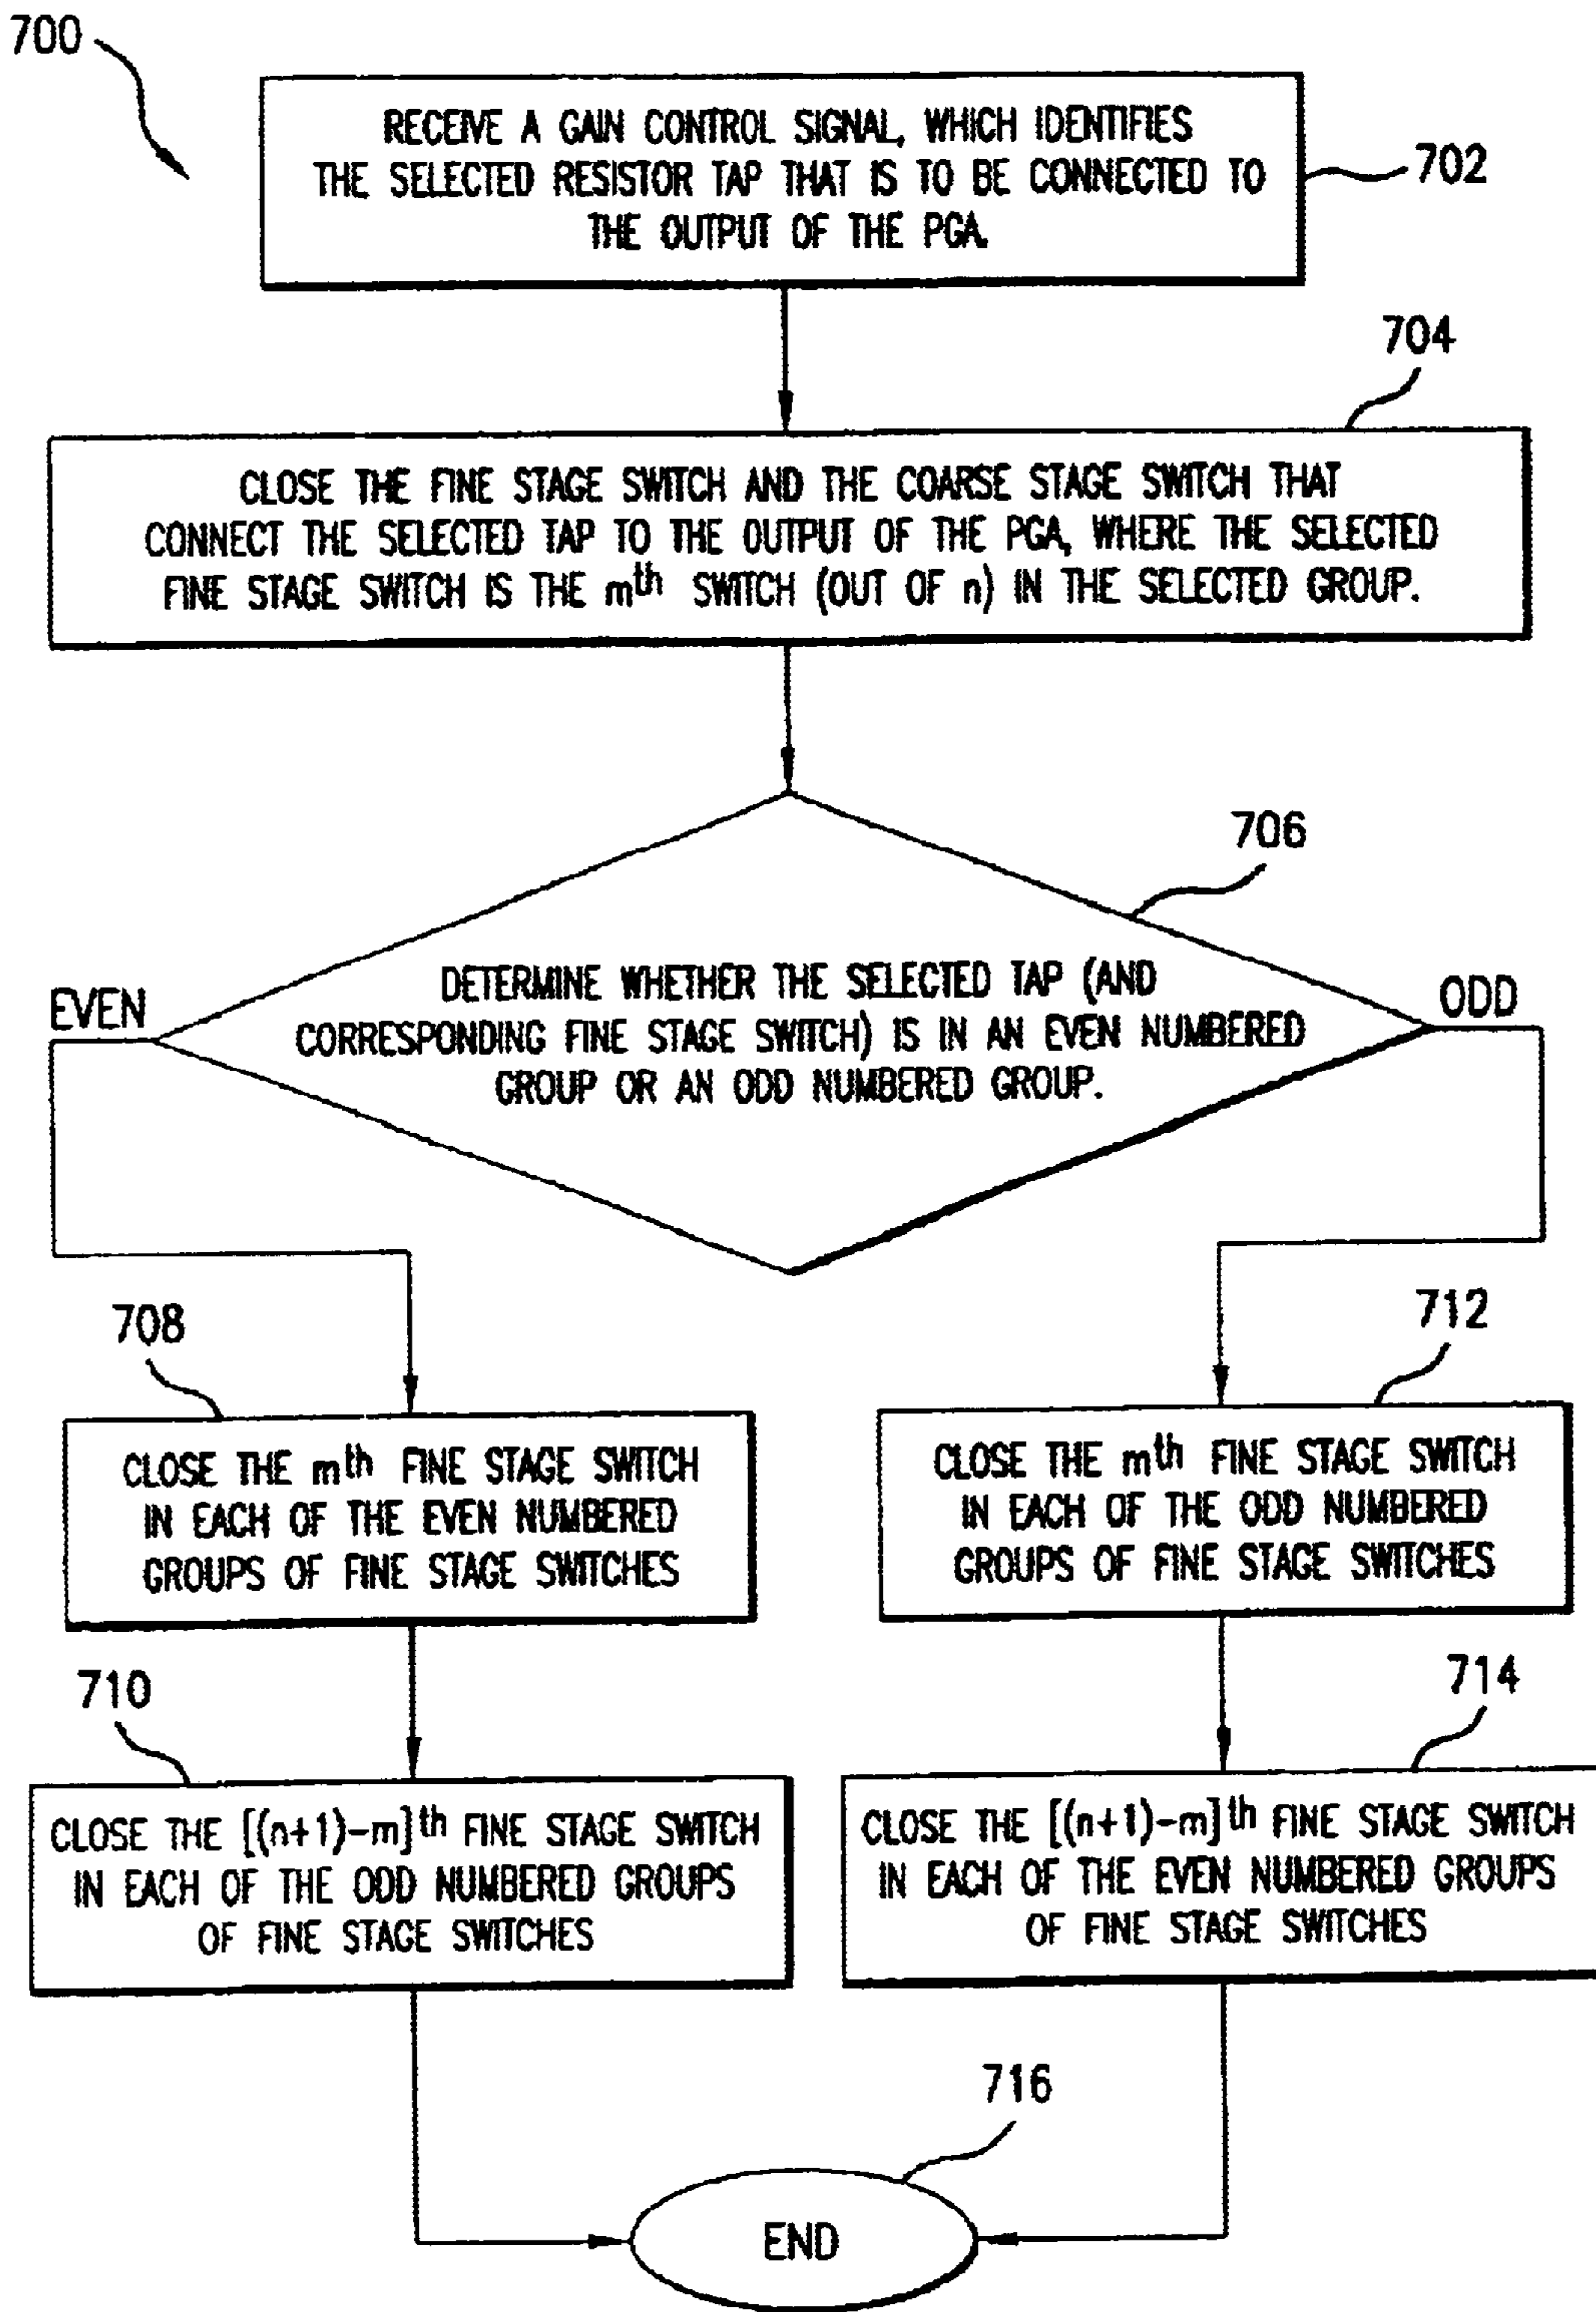 700
RECEIVE A GAIN CONTROL SIGNAL, WHICH IDENTIFIES
THE SELECTED RESISTOR TAP THAT IS TO BE CONNECTED TO
THE OUTPUT OF THE PGA.
702
704
CLOSE THE FINE STAGE SWITCH AND THE COARSE STAGE SWITCH THAT
CONNECT THE SELECTED TAP TO THE OUTPUT OF THE PGA, WHERE THE SELECTED
FINE STAGE SWITCH IS THE mth SWITCH (OUT OF n) IN THE SELECTED GROUP.
706
DETERMINE WHETHER THE SELECTED TAP (AND
CORRESPONDING FINE STAGE SWITCH) IS IN AN EVEN NUMBERED
GROUP OR AN ODD NUMBERED GROUP.
EVEN
ODD
708
CLOSE THE mth FINE STAGE SWITCH
IN EACH OF THE EVEN NUMBERED
GROUPS OF FINE STAGE SWITCHES
712
CLOSE THE mth FINE STAGE SWITCH
IN EACH OF THE ODD NUMBERED
GROUPS OF FINE STAGE SWITCHES
710
CLOSE THE [(n+1)-m]th FINE STAGE SWITCH
IN EACH OF THE ODD NUMBERED GROUPS
OF FINE STAGE SWITCHES
714
CLOSE THE [(n+1)-m]th FINE STAGE SWITCH
IN EACH OF THE EVEN NUMBERED GROUPS
OF FINE STAGE SWITCHES
716
END